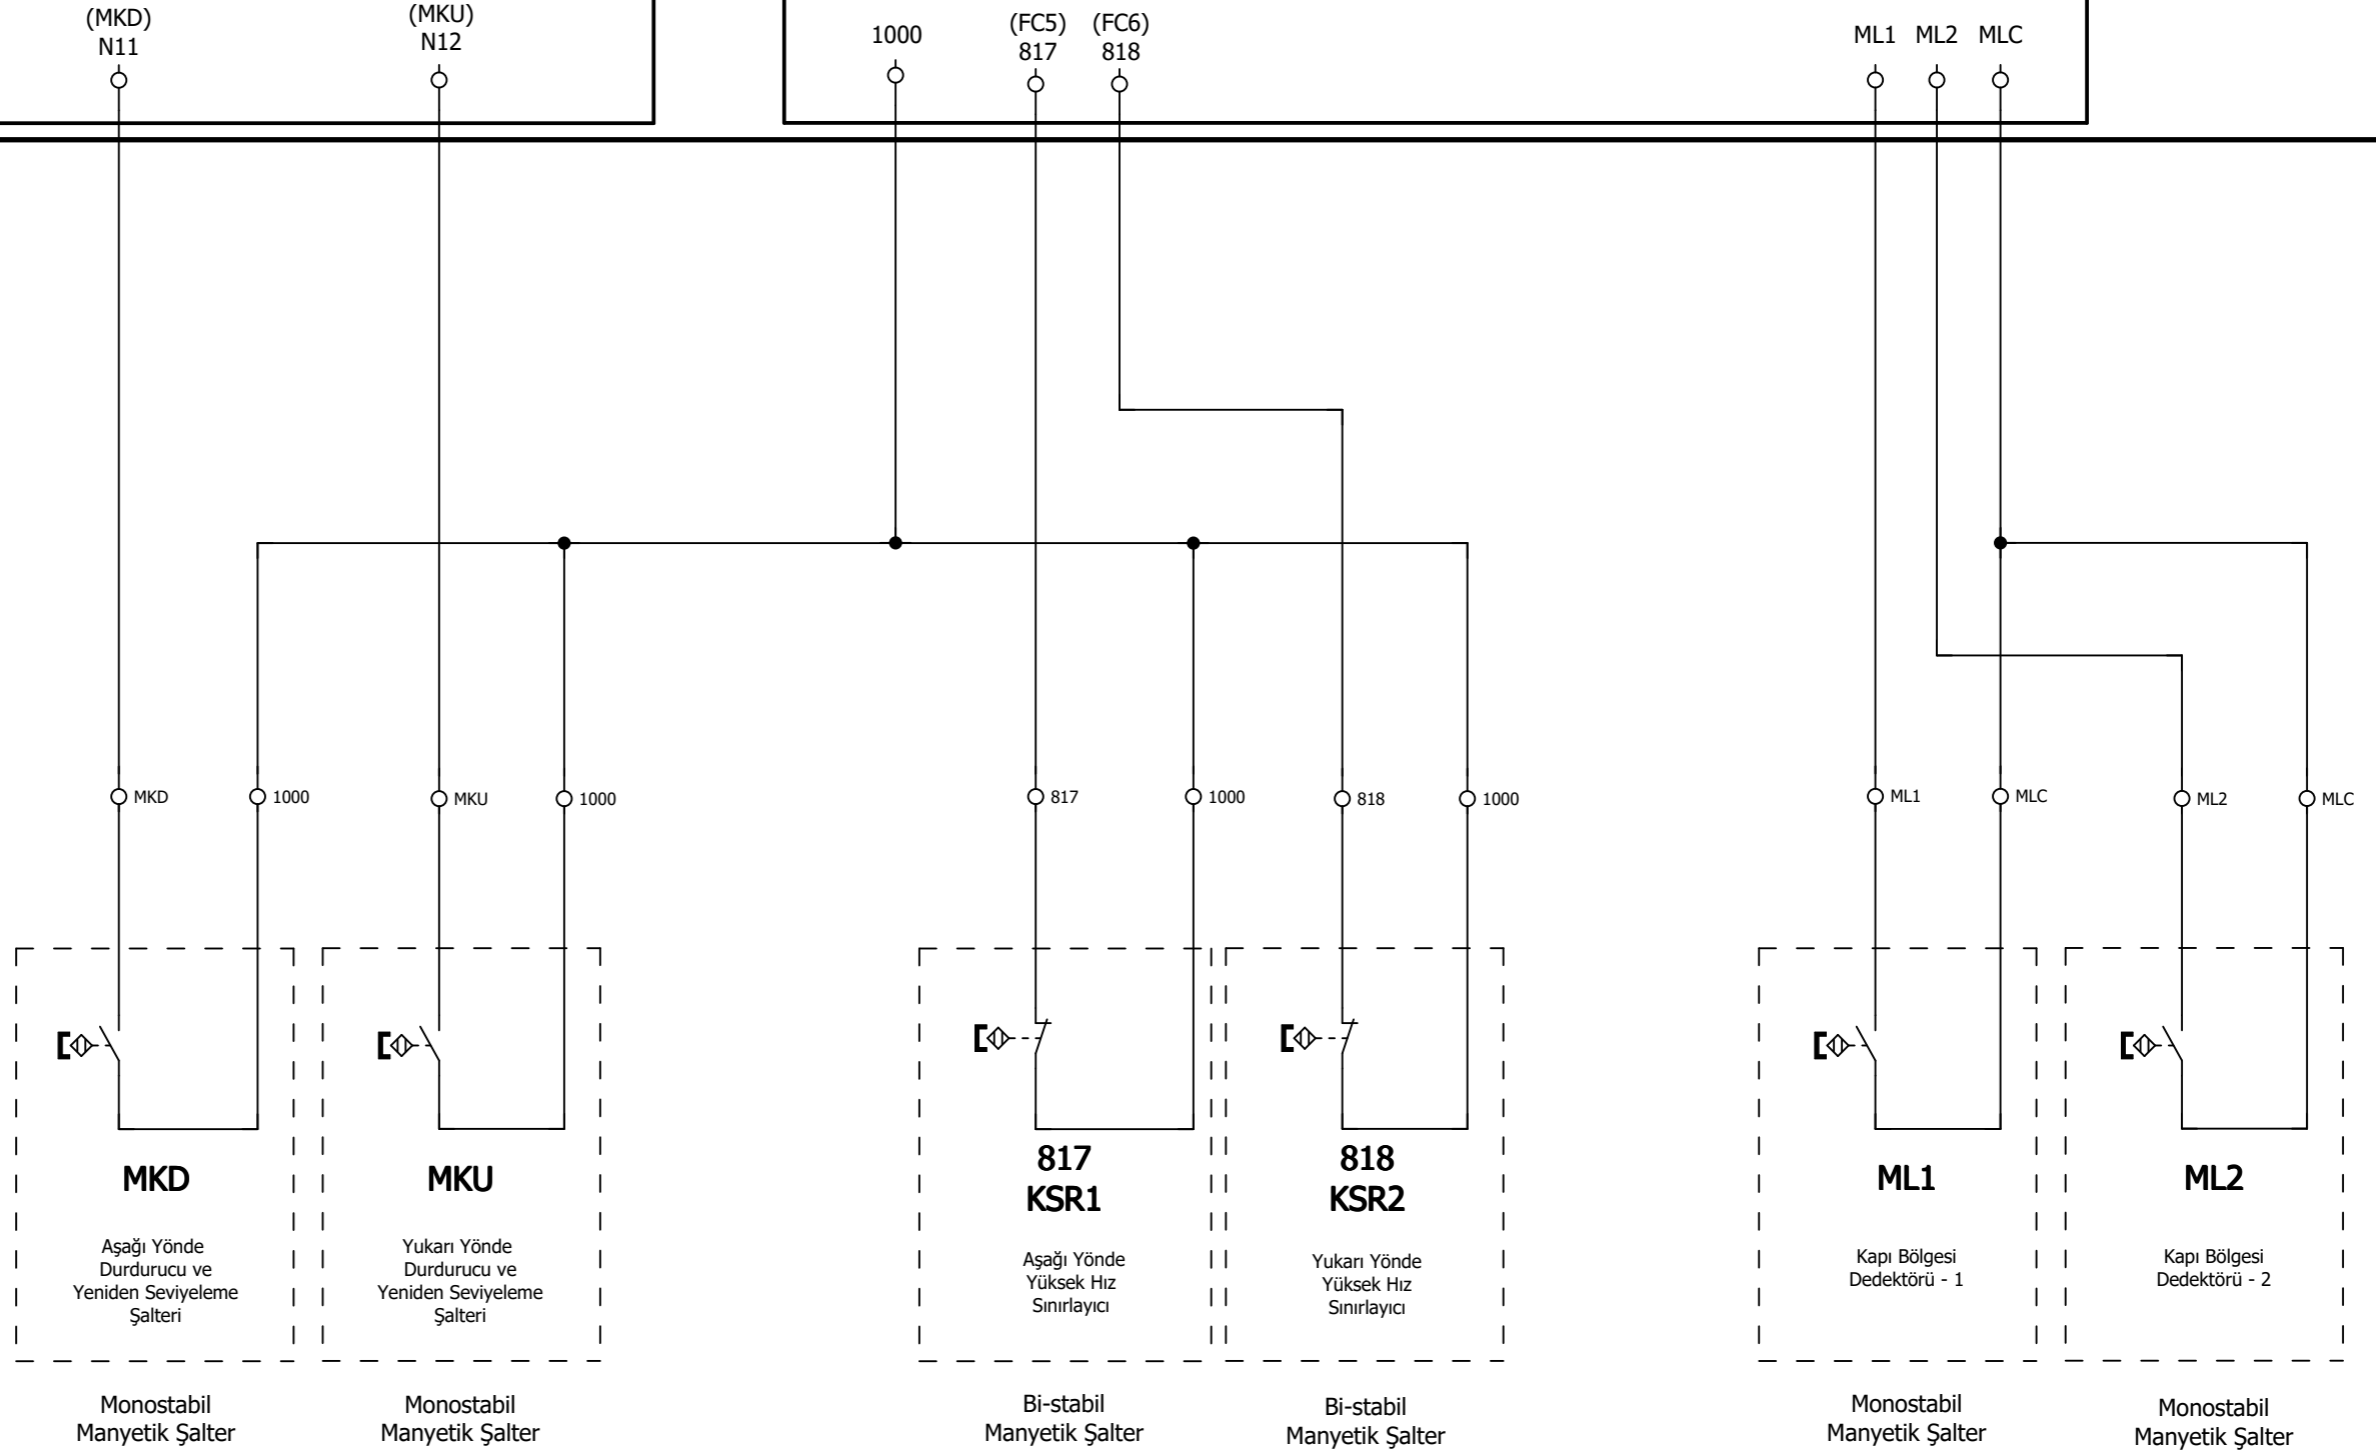 (MKD)
N11
(MKU)
N12
1000
(FC5)
817
(FC6)
818
ML1
ML2
MLC
MKD
1000
MKU
1000
817
1000
818
1000
ML1
MLC
ML2
MLC
MKD
Aşağı Yönde
Durdurucu ve
Yeniden Seviyeleme
Şalteri
Monostabil
Manyetik Şalter
MKU
Yukarı Yönde
Durdurucu ve
Yeniden Seviyeleme
Şalteri
Monostabil
Manyetik Şalter
817
KSR1
Aşağı Yönde
Yüksek Hız
Sınırlayıcı
Bi-stabil
Manyetik Şalter
818
KSR2
Yukarı Yönde
Yüksek Hız
Sınırlayıcı
Bi-stabil
Manyetik Şalter
ML1
Kapı Bölgesi
Dedektörü - 1
Monostabil
Manyetik Şalter
ML2
Kapı Bölgesi
Dedektörü - 2
Monostabil
Manyetik Şalter